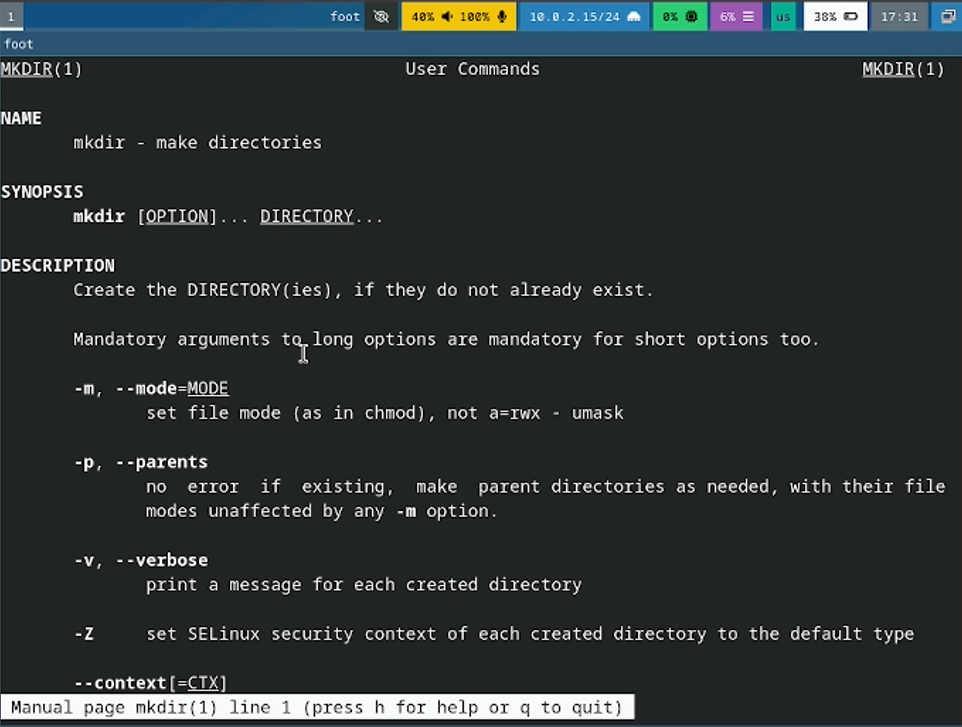 1 foot 40% 100% 10.0.2.15/24 0% 6% us 38% 17:31
foot
MKDIR(1) User Commands MKDIR(1)
NAME
mkdir - make directories
SYNOPSIS
mkdir [OPTION]... DIRECTORY...
DESCRIPTION
Create the DIRECTORY(ies), if they do not already exist.
Mandatory arguments to long options are mandatory for short options too.
-m, --mode=MODE
set file mode (as in chmod), not a=rwx - umask
-p, --parents
no error if existing, make parent directories as needed, with their file
modes unaffected by any -m option.
-v, --verbose
print a message for each created directory
-Z set SELinux security context of each created directory to the default type
--context[=CTX]
Manual page mkdir(1) line 1 (press h for help or q to quit)